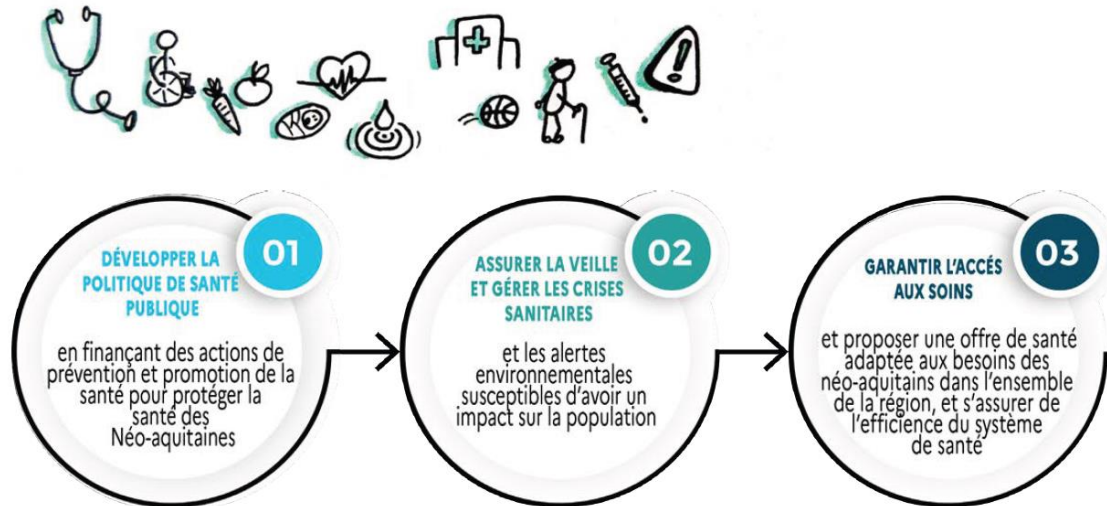 01
DÉVELOPPER LA
POLITIQUE DE SANTÉ
PUBLIQUE
en finançant des actions de
prévention et promotion de la
santé pour protéger la
santé des
Néo-aquitaines
02
ASSURER LA VEILLE
ET GÉRER LES CRISES
SANITAIRES
et les alertes
environnementales
susceptibles d'avoir un
impact sur la population
03
GARANTIR L'ACCÉS
AUX SOINS
et proposer une offre de santé
adaptée aux besoins des
néo-aquitains dans l'ensemble
de la région, et s'assurer de
l'efficience du système
de santé